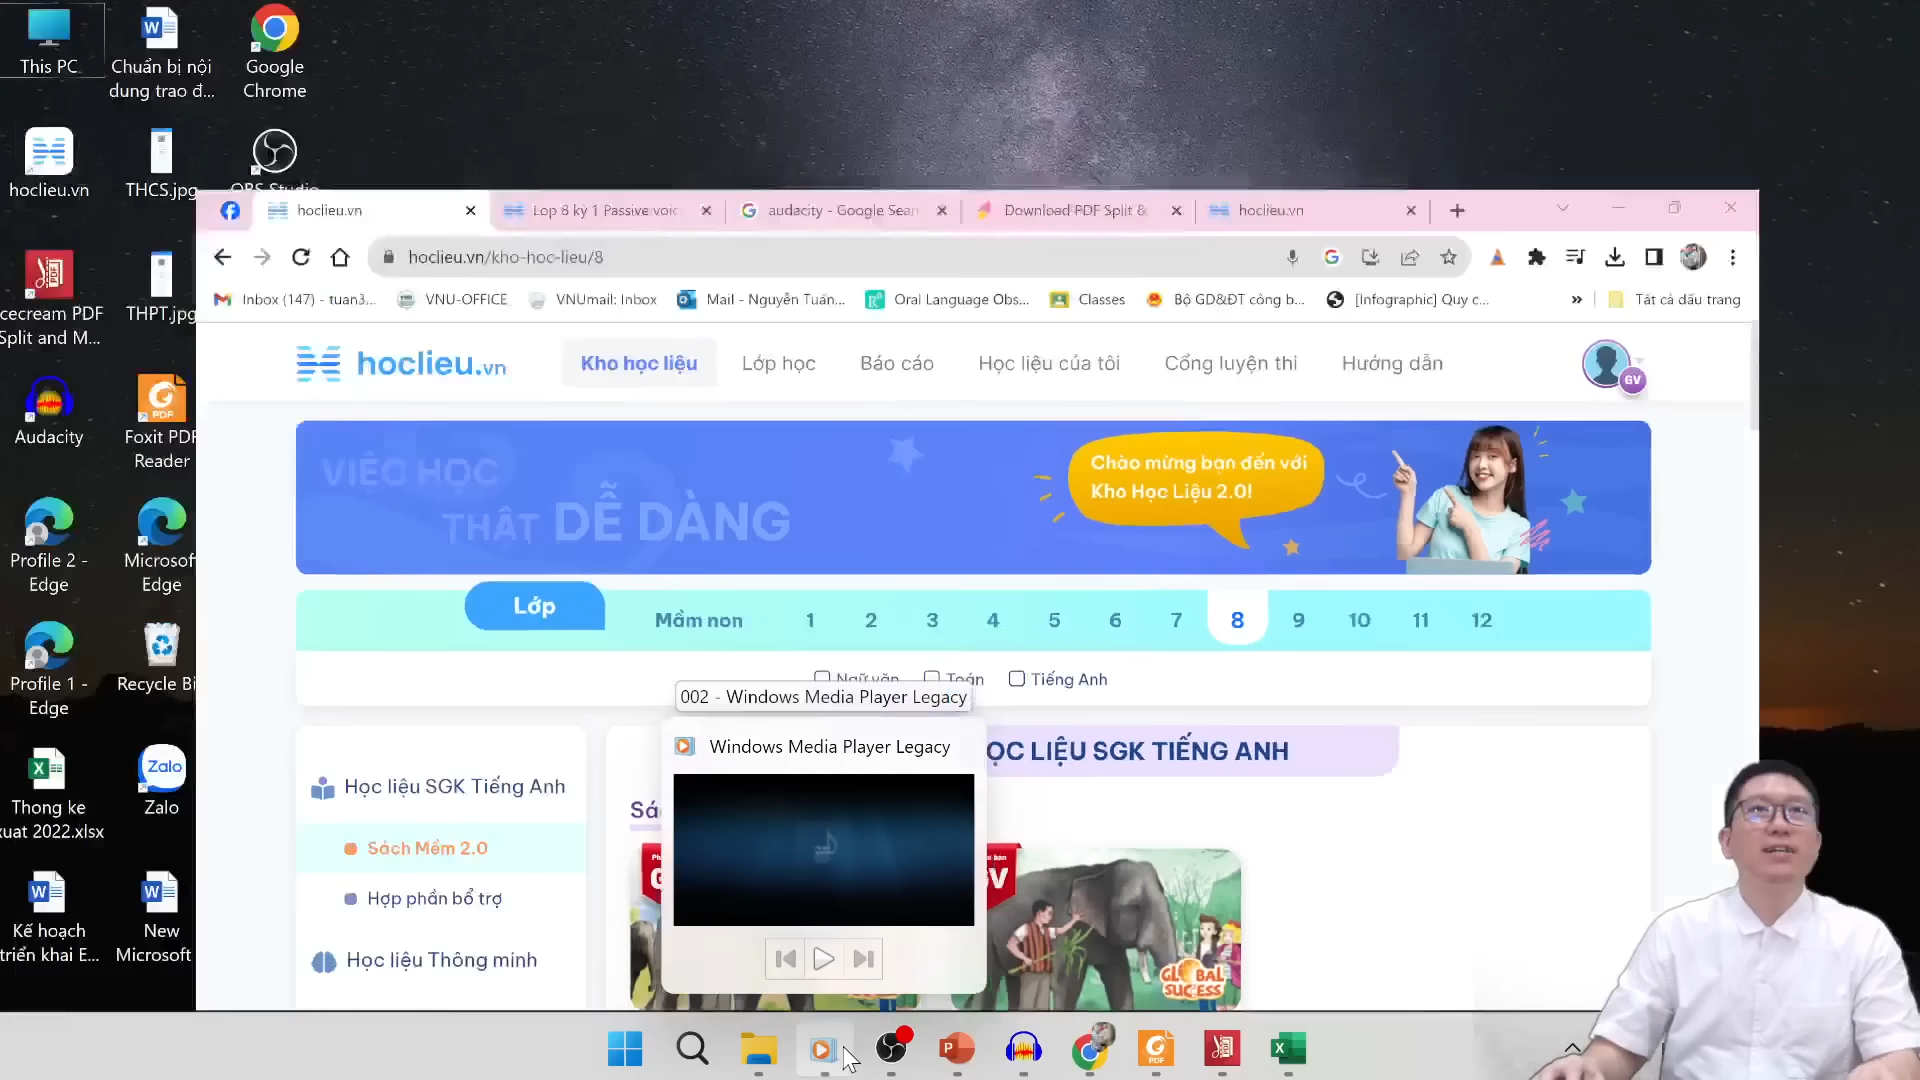 This PC
Chuẩn bị nội
dung trao đ...
Google
Chrome
hoclieu.vn
THCS.jpg
OBS Studio
cecream PDF
Split and M...
THPT.jpg
Audacity
Foxit PDF
Reader
Profile 2 -
Edge
Microsof
Edge
Profile 1 -
Edge
Recycle Bi
Thong ke
xuat 2022.xlsx
Zalo
Zalo
Kế hoạch
triển khai E...
New
Microsoft
hoclieu.vn
Lop 8 kỳ 1 Passive voic
audacity - Google Sear
Download PDF Split &
hoclieu.vn
hoclieu.vn/kho-hoc-lieu/8
Inbox (147) - tuan3...
VNU-OFFICE
VNUmail: Inbox
Mail - Nguyễn Tuấn...
Oral Language Obs...
Classes
Bộ GD&ĐT công b...
[Infographic] Quy c...
»
Tất cả dấu trang
hoclieu.vn
Kho học liệu
Lớp học
Báo cáo
Học liệu của tôi
Cổng luyện thi
Hướng dẫn
GV
VIỆC HỌC
THẬT DỄ DÀNG
Chào mừng bạn đến với
Kho Học Liệu 2.0!
Lớp
Mầm non 1 2 3 4 5 6 7 8 9 10 11 12
Ngữ văn
Toán
Tiếng Anh
002 - Windows Media Player Legacy
Windows Media Player Legacy
Học liệu SGK Tiếng Anh
Sách Mềm 2.0
Hợp phần bổ trợ
Học liệu Thông minh
ỌC LIỆU SGK TIẾNG ANH
GLOBAL
SUCCESS